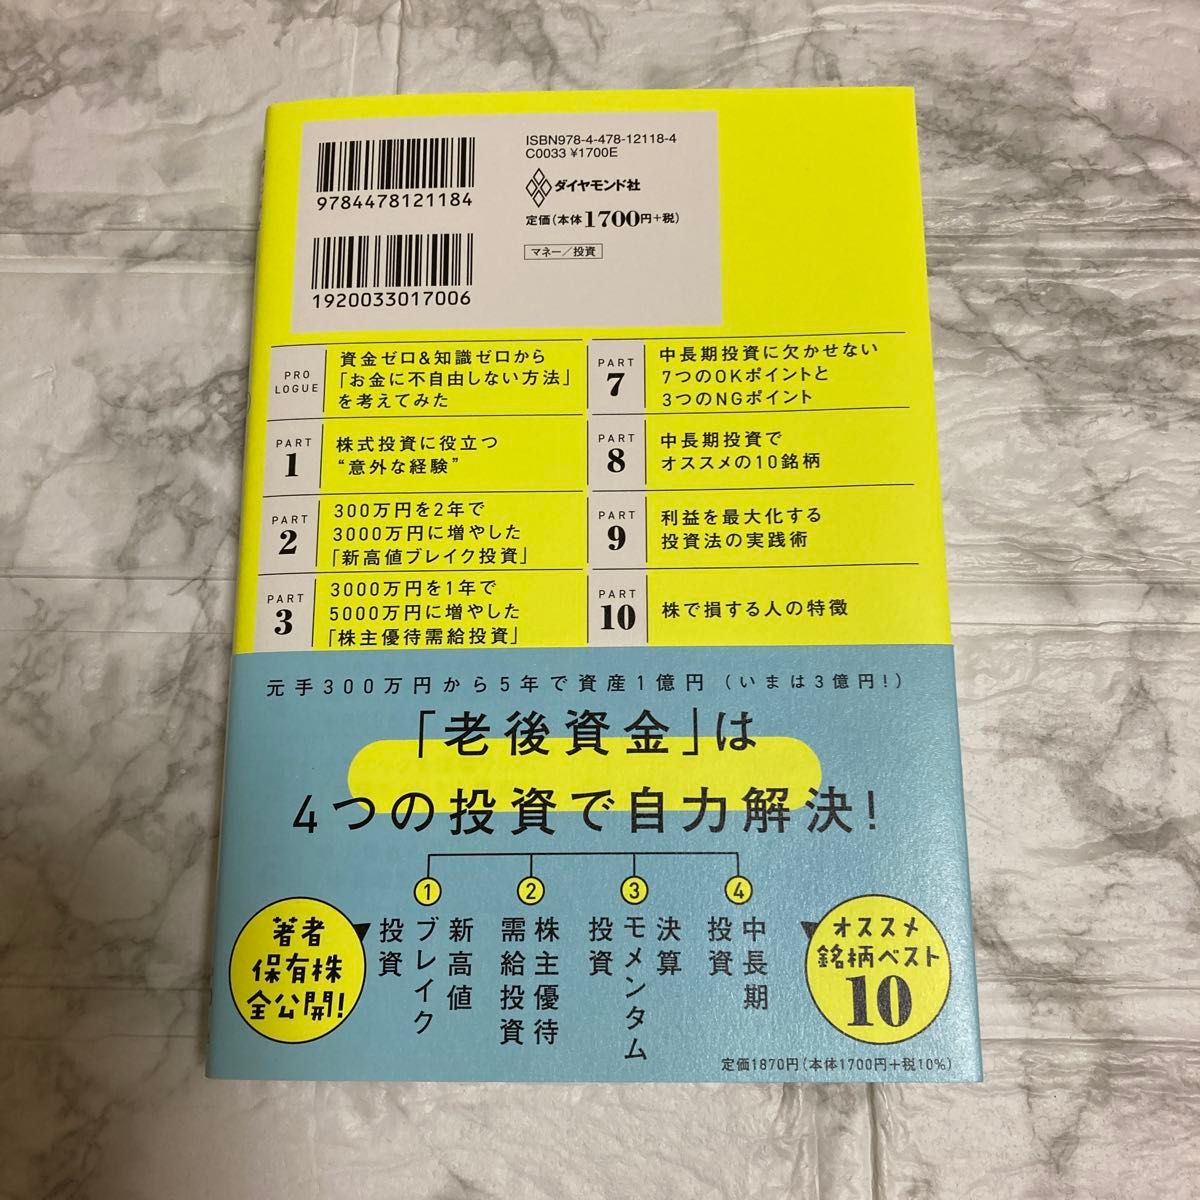 ISBN978-4-478-12118-4
C0033 ¥1700E
9784478121184
ダイヤモンド社
定価(本体1700円+税)
マネー/投資
1920033017006
PRO
LOGUE
資金ゼロ&知識ゼロから
「お金に不自由しない方法」
を考えてみた
PART
1
株式投資に役立つ
“意外な経験”
PART
2
300万円を2年で
3000万円に増やした
「新高値ブレイク投資」
PART
3
3000万円を1年で
5000万円に増やした
「株主優待需給投資」
PART
7
中長期投資に欠かせない
7つのOKポイントと
3つのNGポイント
PART
8
中長期投資で
オススメの10銘柄
PART
9
利益を最大化する
投資法の実践術
PART
10
株で損する人の特徴
元手300万円から5年で資産1億円(いまは3億円!)
「老後資金」は
4つの投資で自力解決!
1
新高値
ブレイク
投資
2
株主優待
需給投資
3
決算
モメンタム
投資
4
中長期
投資
著者
保有株
全公開!
オススメ
銘柄ベスト
10
定価1870円(本体1700円+税10%)